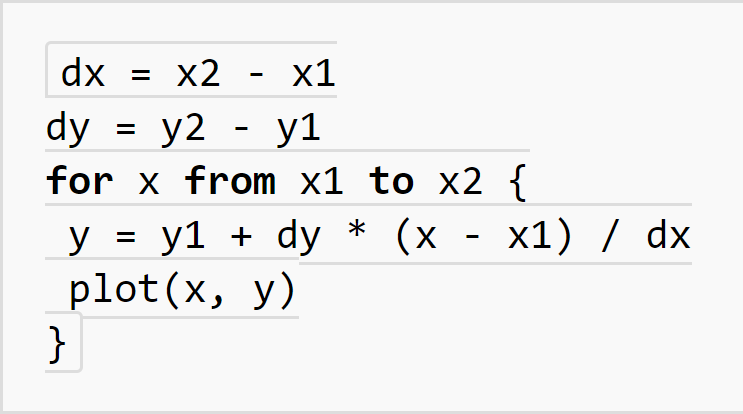 dx = x2 - x1
dy = y2 - y1
for x from x1 to x2 {
 y = y1 + dy * (x - x1) / dx
 plot(x, y)
}